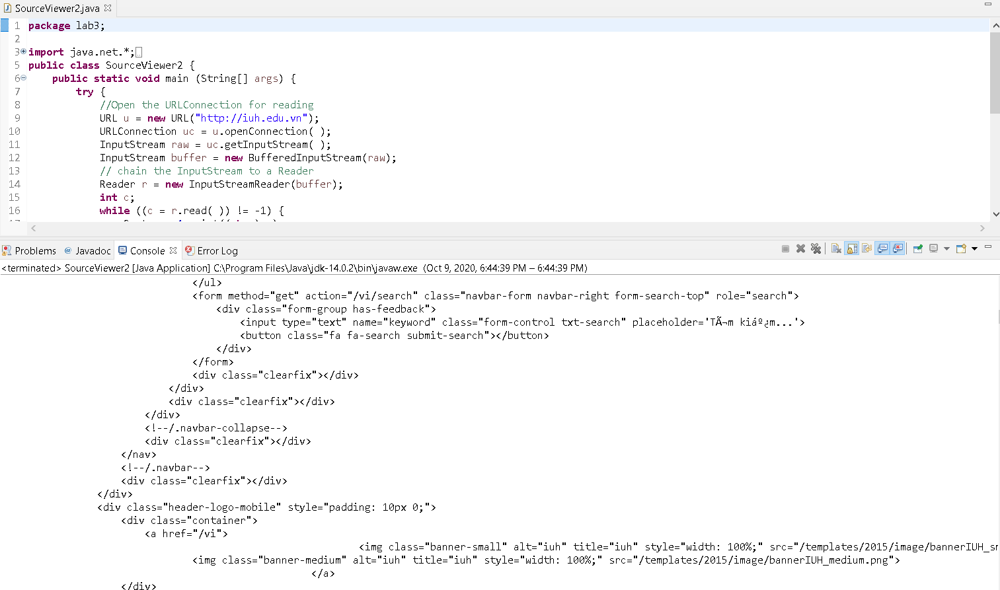 SourceViewer2.java
1 package lab3;
2
3 import java.net.*;
5 public class SourceViewer2 {
6 public static void main (String[] args) {
7 try {
8 //Open the URLConnection for reading
9 URL u = new URL("http://iuh.edu.vn");
10 URLConnection uc = u.openConnection( );
11 InputStream raw = uc.getInputStream( );
12 InputStream buffer = new BufferedInputStream(raw);
13 // chain the InputStream to a Reader
14 Reader r = new InputStreamReader(buffer);
15 int c;
16 while ((c = r.read( )) != -1) {
Problems @ Javadoc Console Error Log
<terminated> SourceViewer2 [Java Application] C:\Program Files\Java\jdk-14.0.2\bin\javaw.exe (Oct 9, 2020, 6:44:39 PM – 6:44:39 PM)
</ul>
<form method="get" action="/vi/search" class="navbar-form navbar-right form-search-top" role="search">
<div class="form-group has-feedback">
<input type="text" name="keyword" class="form-control txt-search" placeholder='TÃ¬m kiáº¿m...'>
<button class="fa fa-search submit-search"></button>
</div>
</form>
<div class="clearfix"></div>
</div>
<div class="clearfix"></div>
</div>
<!--/.navbar-collapse-->
<div class="clearfix"></div>
</nav>
<!--/.navbar-->
<div class="clearfix"></div>
</div>
<div class="header-logo-mobile" style="padding: 10px 0;">
<div class="container">
<a href="/vi">
<img class="banner-small" alt="iuh" title="iuh" style="width: 100%;" src="/templates/2015/image/bannerIUH_sm
<img class="banner-medium" alt="iuh" title="iuh" style="width: 100%;" src="/templates/2015/image/bannerIUH_medium.png">
</a>
</div>